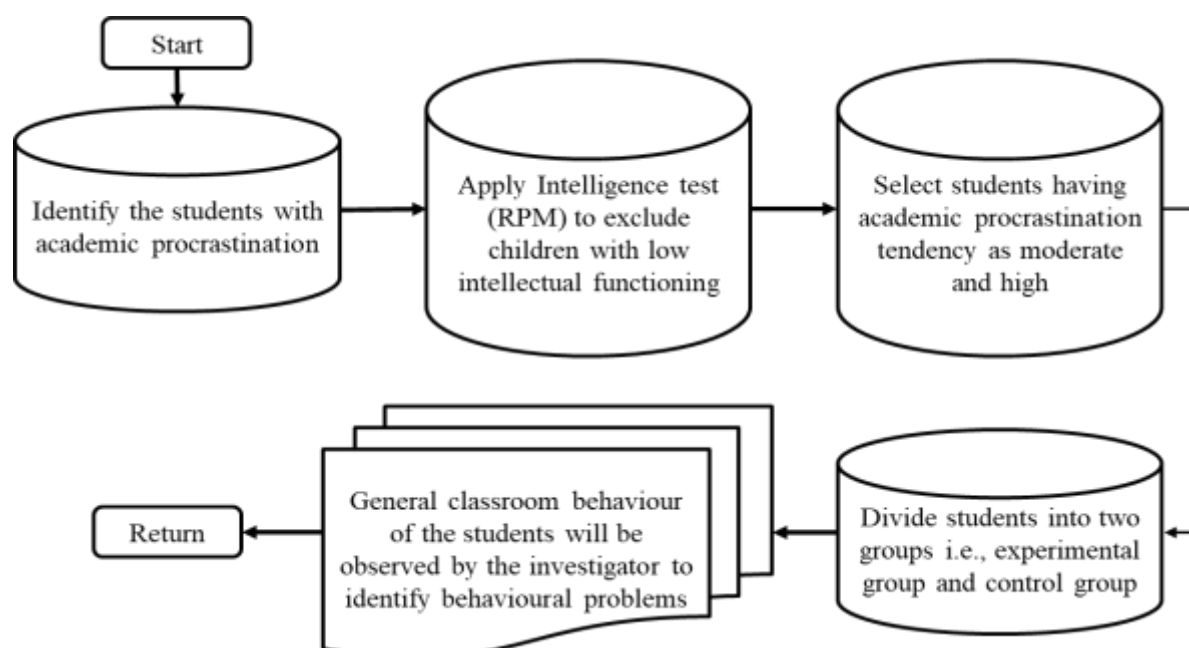 Start
Identify the students with
academic procrastination
Apply Intelligence test
(RPM) to exclude
children with low
intellectual functioning
Select students having
academic procrastination
tendency as moderate
and high
Divide students into two
groups i.e., experimental
group and control group
General classroom behaviour
of the students will be
observed by the investigator to
identify behavioural problems
Return